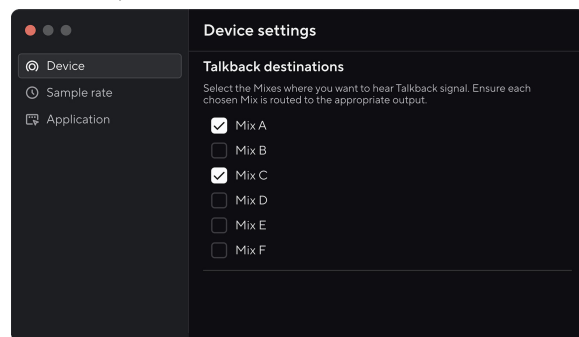 Device settings
Device
Sample rate
Application
Talkback destinations
Select the Mixes where you want to hear Talkback signal. Ensure each
chosen Mix is routed to the appropriate output.
Mix A
Mix B
Mix C
Mix D
Mix E
Mix F